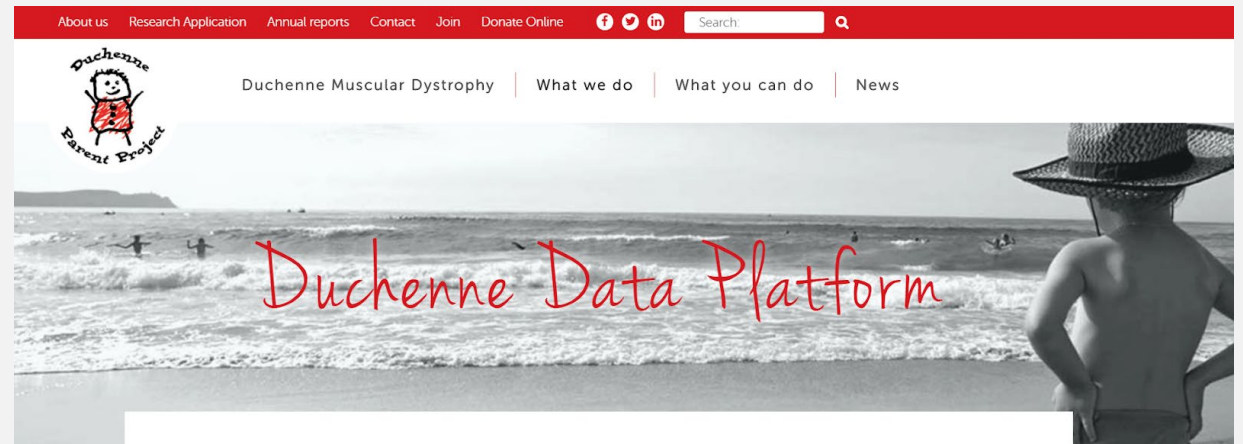 About us Research Application Annual reports Contact Join Donate Online Search:
Duchenne
Parent Project
Duchenne Muscular Dystrophy What we do What you can do News
Duchenne Data Platform